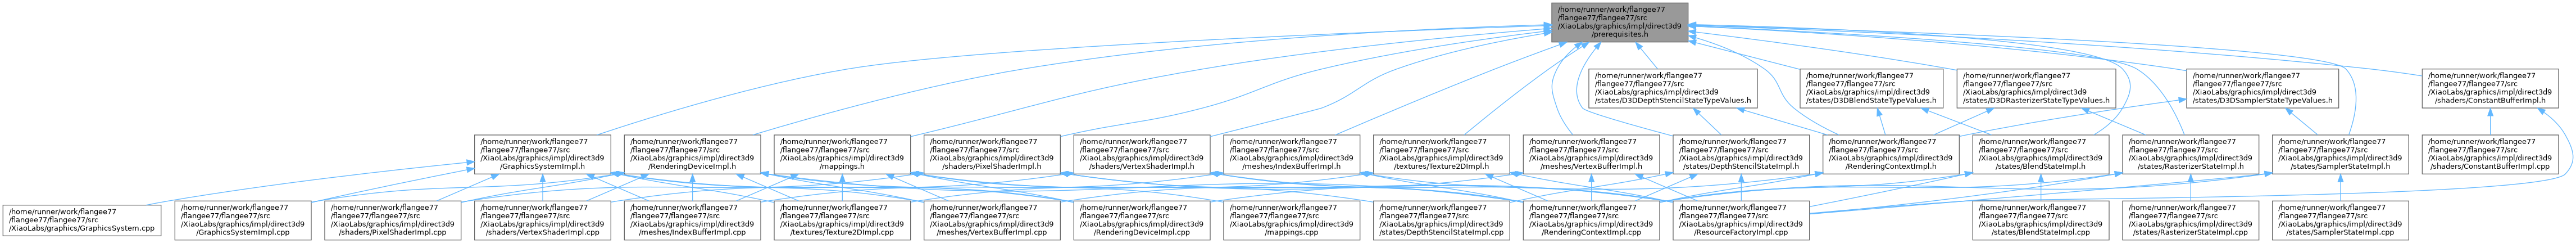 /home/runner/work/flangee77
/flangee77/flangee77/src
/XiaoLabs/graphics/impl/direct3d9
/prerequisites.h
/home/runner/work/flangee77
/flangee77/flangee77/src
/XiaoLabs/graphics/impl/direct3d9
/states/D3DDepthStencilStateTypeValues.h
/home/runner/work/flangee77
/flangee77/flangee77/src
/XiaoLabs/graphics/impl/direct3d9
/states/D3DBlendStateTypeValues.h
/home/runner/work/flangee77
/flangee77/flangee77/src
/XiaoLabs/graphics/impl/direct3d9
/states/D3DRasterizerStateTypeValues.h
/home/runner/work/flangee77
/flangee77/flangee77/src
/XiaoLabs/graphics/impl/direct3d9
/states/D3DSamplerStateTypeValues.h
/home/runner/work/flangee77
/flangee77/flangee77/src
/XiaoLabs/graphics/impl/direct3d9
/shaders/ConstantBufferImpl.h
/home/runner/work/flangee77
/flangee77/flangee77/src
/XiaoLabs/graphics/impl/direct3d9
/GraphicsSystemImpl.h
/home/runner/work/flangee77
/flangee77/flangee77/src
/XiaoLabs/graphics/impl/direct3d9
/RenderingDeviceImpl.h
/home/runner/work/flangee77
/flangee77/flangee77/src
/XiaoLabs/graphics/impl/direct3d9
/mappings.h
/home/runner/work/flangee77
/flangee77/flangee77/src
/XiaoLabs/graphics/impl/direct3d9
/shaders/PixelShaderImpl.h
/home/runner/work/flangee77
/flangee77/flangee77/src
/XiaoLabs/graphics/impl/direct3d9
/shaders/VertexShaderImpl.h
/home/runner/work/flangee77
/flangee77/flangee77/src
/XiaoLabs/graphics/impl/direct3d9
/meshes/IndexBufferImpl.h
/home/runner/work/flangee77
/flangee77/flangee77/src
/XiaoLabs/graphics/impl/direct3d9
/textures/Texture2DImpl.h
/home/runner/work/flangee77
/flangee77/flangee77/src
/XiaoLabs/graphics/impl/direct3d9
/meshes/VertexBufferImpl.h
/home/runner/work/flangee77
/flangee77/flangee77/src
/XiaoLabs/graphics/impl/direct3d9
/states/DepthStencilStateImpl.h
/home/runner/work/flangee77
/flangee77/flangee77/src
/XiaoLabs/graphics/impl/direct3d9
/RenderingContextImpl.h
/home/runner/work/flangee77
/flangee77/flangee77/src
/XiaoLabs/graphics/impl/direct3d9
/states/BlendStateImpl.h
/home/runner/work/flangee77
/flangee77/flangee77/src
/XiaoLabs/graphics/impl/direct3d9
/states/RasterizerStateImpl.h
/home/runner/work/flangee77
/flangee77/flangee77/src
/XiaoLabs/graphics/impl/direct3d9
/states/SamplerStateImpl.h
/home/runner/work/flangee77
/flangee77/flangee77/src
/XiaoLabs/graphics/impl/direct3d9
/shaders/ConstantBufferImpl.cpp
/home/runner/work/flangee77
/flangee77/flangee77/src
/XiaoLabs/graphics/GraphicsSystem.cpp
/home/runner/work/flangee77
/flangee77/flangee77/src
/XiaoLabs/graphics/impl/direct3d9
/GraphicsSystemImpl.cpp
/home/runner/work/flangee77
/flangee77/flangee77/src
/XiaoLabs/graphics/impl/direct3d9
/shaders/PixelShaderImpl.cpp
/home/runner/work/flangee77
/flangee77/flangee77/src
/XiaoLabs/graphics/impl/direct3d9
/shaders/VertexShaderImpl.cpp
/home/runner/work/flangee77
/flangee77/flangee77/src
/XiaoLabs/graphics/impl/direct3d9
/meshes/IndexBufferImpl.cpp
/home/runner/work/flangee77
/flangee77/flangee77/src
/XiaoLabs/graphics/impl/direct3d9
/textures/Texture2DImpl.cpp
/home/runner/work/flangee77
/flangee77/flangee77/src
/XiaoLabs/graphics/impl/direct3d9
/meshes/VertexBufferImpl.cpp
/home/runner/work/flangee77
/flangee77/flangee77/src
/XiaoLabs/graphics/impl/direct3d9
/RenderingDeviceImpl.cpp
/home/runner/work/flangee77
/flangee77/flangee77/src
/XiaoLabs/graphics/impl/direct3d9
/mappings.cpp
/home/runner/work/flangee77
/flangee77/flangee77/src
/XiaoLabs/graphics/impl/direct3d9
/states/DepthStencilStateImpl.cpp
/home/runner/work/flangee77
/flangee77/flangee77/src
/XiaoLabs/graphics/impl/direct3d9
/RenderingContextImpl.cpp
/home/runner/work/flangee77
/flangee77/flangee77/src
/XiaoLabs/graphics/impl/direct3d9
/ResourceFactoryImpl.cpp
/home/runner/work/flangee77
/flangee77/flangee77/src
/XiaoLabs/graphics/impl/direct3d9
/states/BlendStateImpl.cpp
/home/runner/work/flangee77
/flangee77/flangee77/src
/XiaoLabs/graphics/impl/direct3d9
/states/RasterizerStateImpl.cpp
/home/runner/work/flangee77
/flangee77/flangee77/src
/XiaoLabs/graphics/impl/direct3d9
/states/SamplerStateImpl.cpp